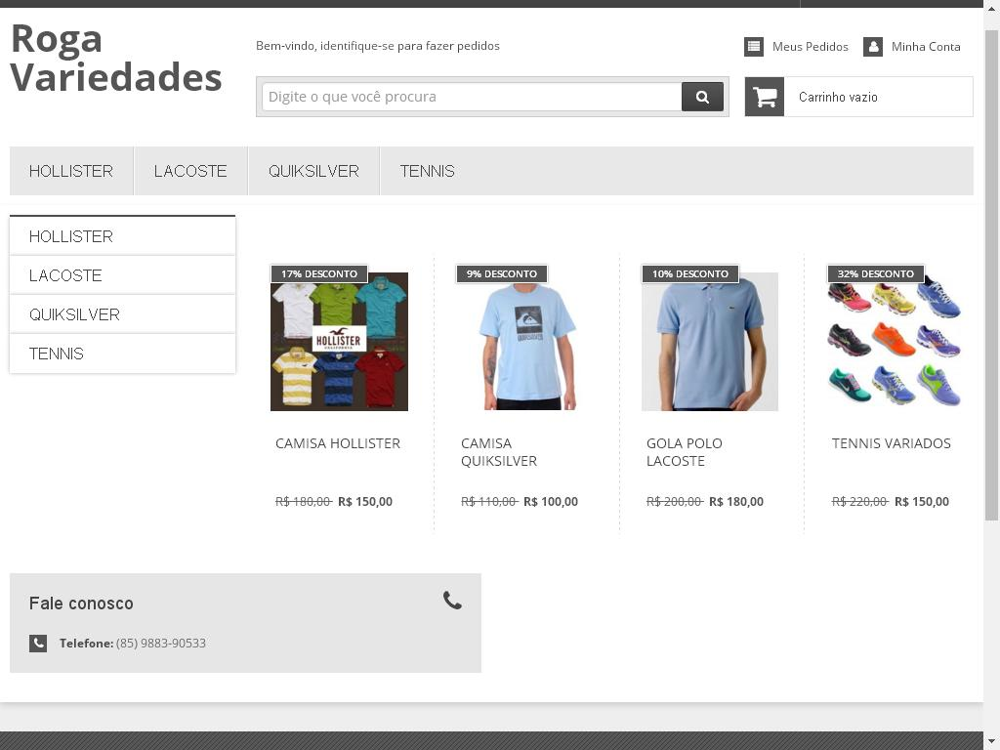 Roga
Variedades
Bem-vindo, identifique-se para fazer pedidos
Meus Pedidos
Minha Conta
Digite o que você procura
Carrinho vazio
HOLLISTER
LACOSTE
QUIKSILVER
TENNIS
HOLLISTER
LACOSTE
QUIKSILVER
TENNIS
17% DESCONTO
9% DESCONTO
10% DESCONTO
32% DESCONTO
HOLLISTER
CALIFORNIA
QUIKSILVER
CAMISA HOLLISTER
CAMISA
QUIKSILVER
GOLA POLO
LACOSTE
TENNIS VARIADOS
R$ 180,00 R$ 150,00
R$ 110,00 R$ 100,00
R$ 200,00 R$ 180,00
R$ 220,00 R$ 150,00
Fale conosco
Telefone: (85) 9883-90533